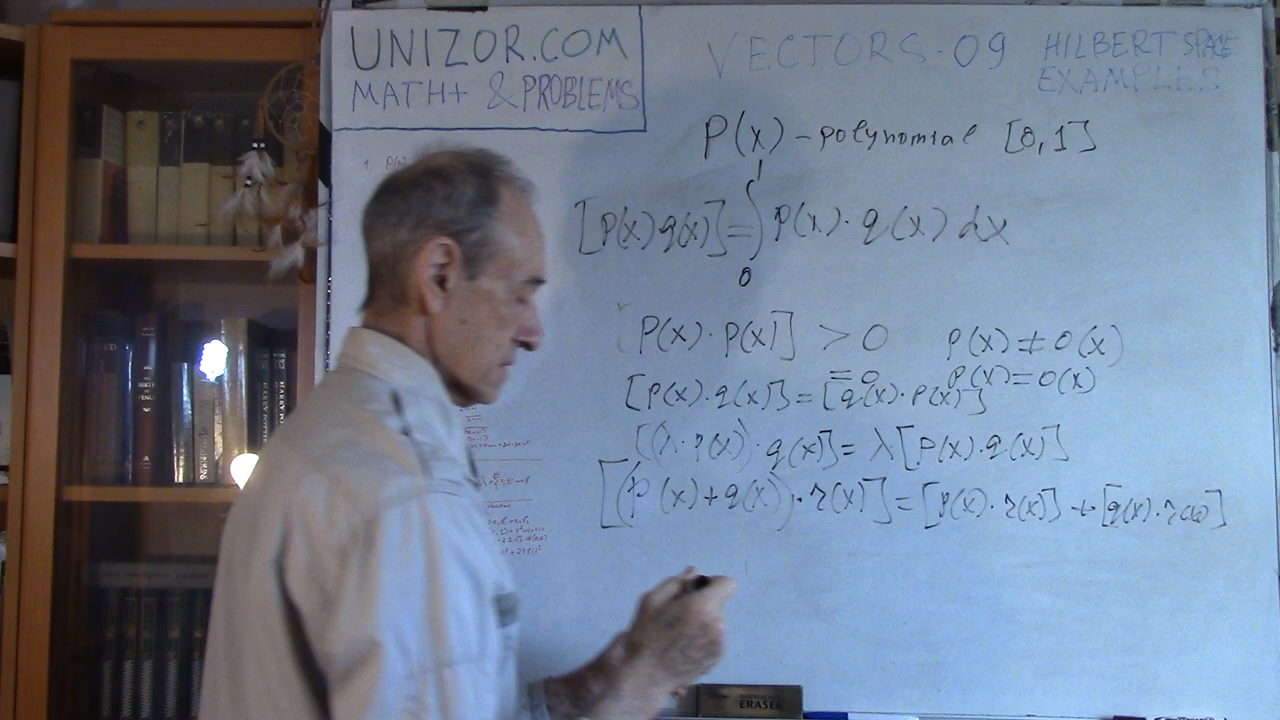 UNIZOR.COM
MATH+ & PROBLEMS
VECTORS·09 HILBERT SPACE
EXAMPLES
P(x) – polynomial [0,1]
[P(x)·q(x)] = ∫₀¹ P(x)·q(x) dx
[P(x)·P(x)] > 0 P(x) ≠ 0(x)
= 0 P(x) = 0(x)
[P(x)·q(x)] = [q(x)·P(x)]
[(λ·P(x))·q(x)] = λ[P(x)·q(x)]
[(P(x)+q(x))·r(x)] = [P(x)·r(x)] + [q(x)·r(x)]
ERASER